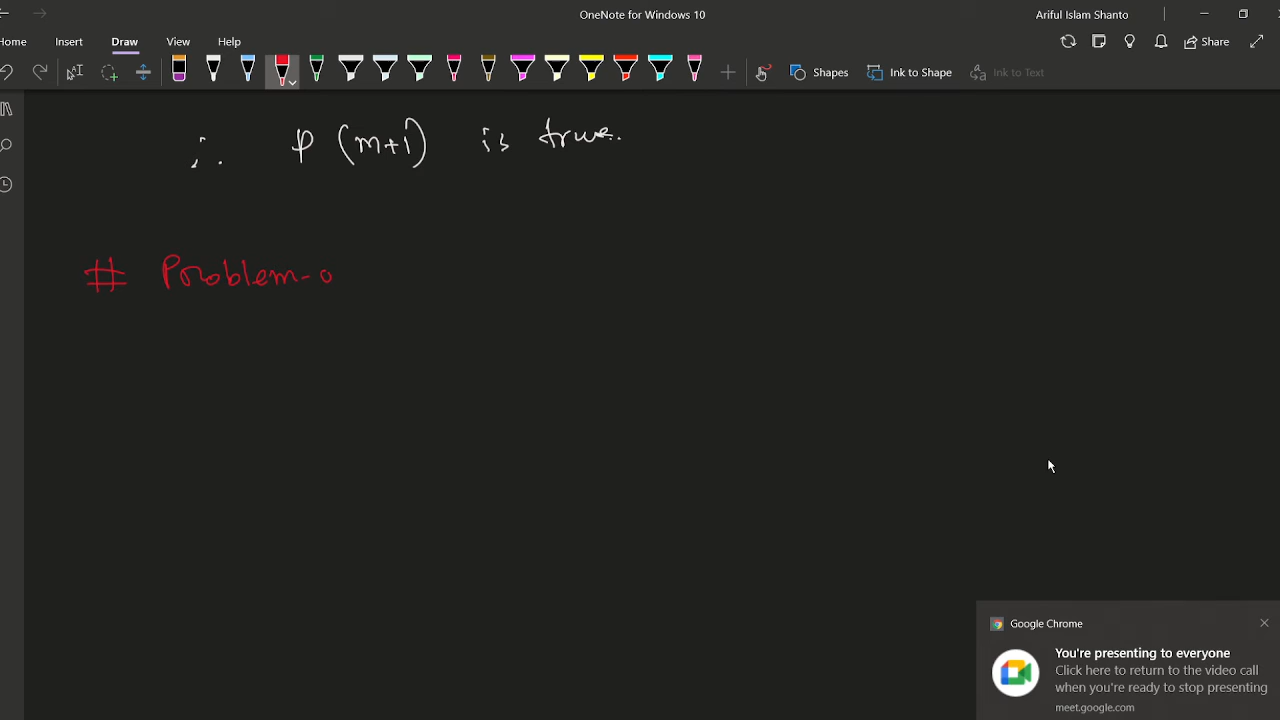 OneNote for Windows 10
Ariful Islam Shanto
Home Insert Draw View Help
Share
Shapes Ink to Shape Ink to Text
∴ P (m+1) is true.
# Problem-0
Google Chrome
You're presenting to everyone
Click here to return to the video call
when you're ready to stop presenting
meet.google.com